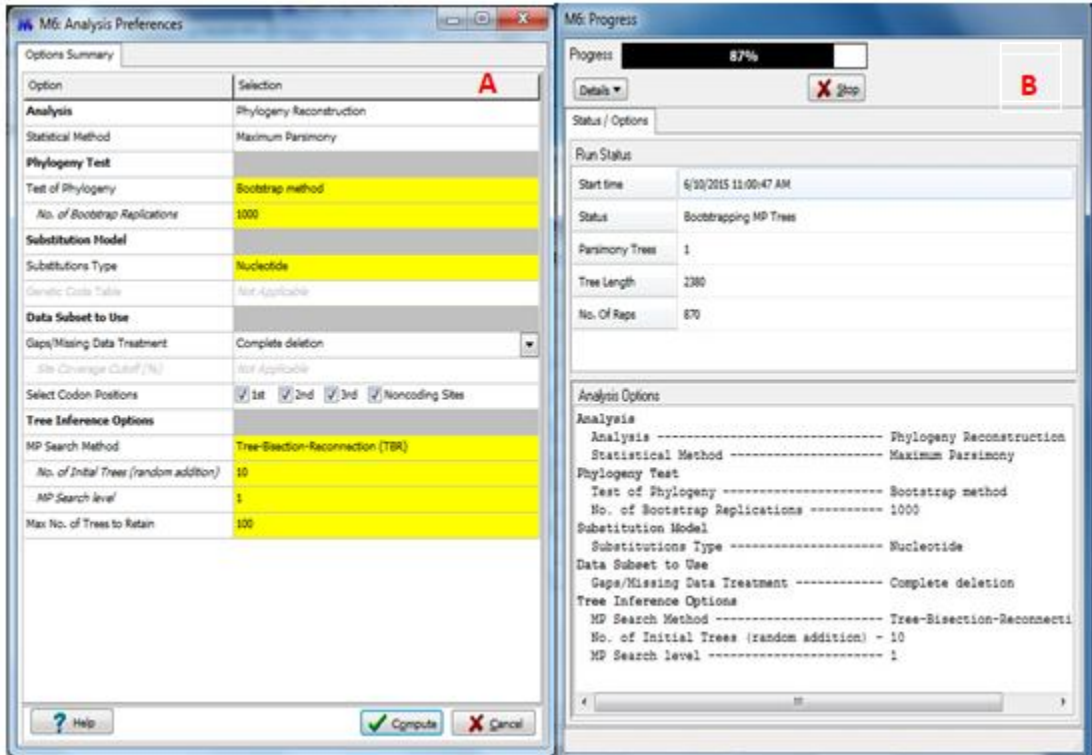 M6: Analysis Preferences
Options Summary
Option Selection A
Analysis Phylogeny Reconstruction
Statistical Method Maximum Parsimony
Phylogeny Test
Test of Phylogeny Bootstrap method
No. of Bootstrap Replications 1000
Substitution Model
Substitutions Type Nucleotide
Genetic Code Table Not Applicable
Data Subset to Use
Gaps/Missing Data Treatment Complete deletion
Site Coverage Cutoff (%) Not Applicable
Select Codon Positions 1st 2nd 3rd Noncoding Sites
Tree Inference Options
MP Search Method Tree-Bisection-Reconnection (TBR)
No. of Initial Trees (random addition) 10
MP Search level 1
Max No. of Trees to Retain 100
? Help Compute Cancel
M6: Progress
Progress 87%
B
Details Stop
Status / Options
Run Status
Start time 6/10/2015 11:00:47 AM
Status Bootstrapping MP Trees
Parsimony Trees 1
Tree Length 2380
No. Of Reps 870
Analysis Options
Analysis
Analysis ------------------------------ Phylogeny Reconstruction
Statistical Method -------------------- Maximum Parsimony
Phylogeny Test
Test of Phylogeny --------------------- Bootstrap method
No. of Bootstrap Replications ---------- 1000
Substitution Model
Substitutions Type -------------------- Nucleotide
Data Subset to Use
Gaps/Missing Data Treatment ------------ Complete deletion
Tree Inference Options
MP Search Method ---------------------- Tree-Bisection-Reconnecti
No. of Initial Trees (random addition) - 10
MP Search level ----------------------- 1